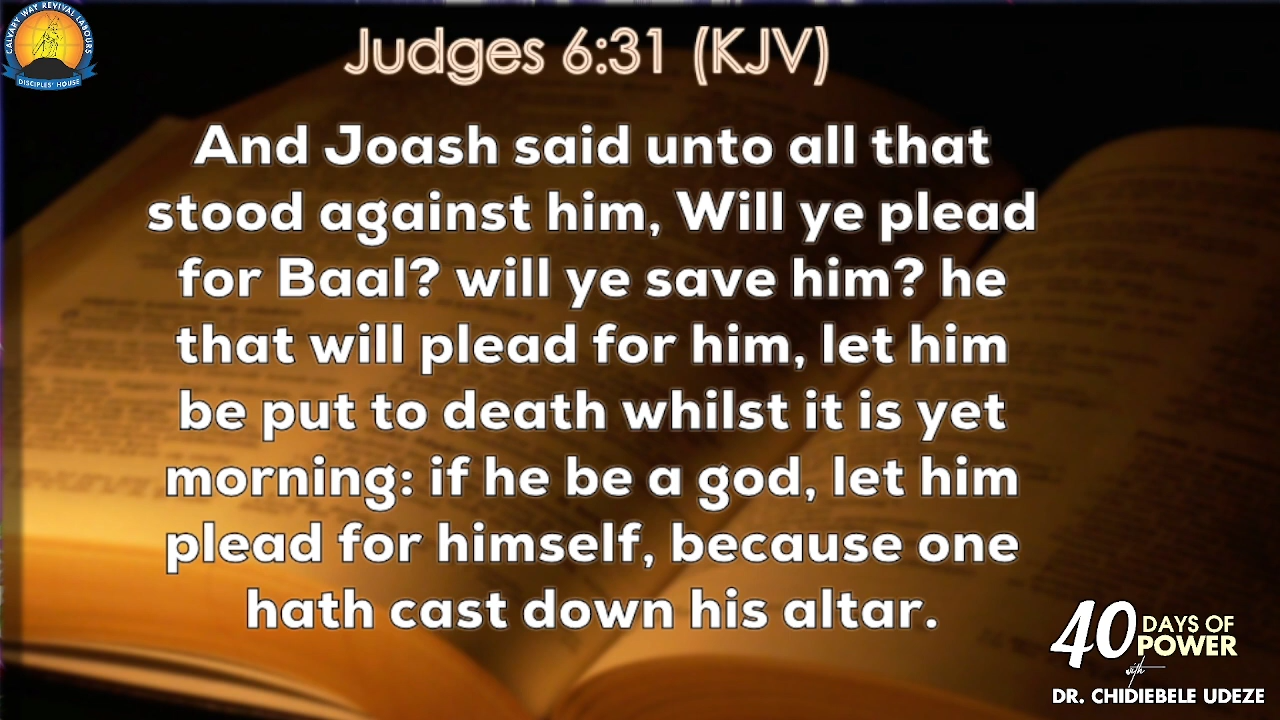 CALVARY WAY REVIVAL LABOURS
DISCIPLES' HOUSE
Judges 6:31 (KJV)
And Joash said unto all that
stood against him, Will ye plead
for Baal? will ye save him? he
that will plead for him, let him
be put to death whilst it is yet
morning: if he be a god, let him
plead for himself, because one
hath cast down his altar.
40 DAYS OF
POWER
with
DR. CHIDIEBELE UDEZE